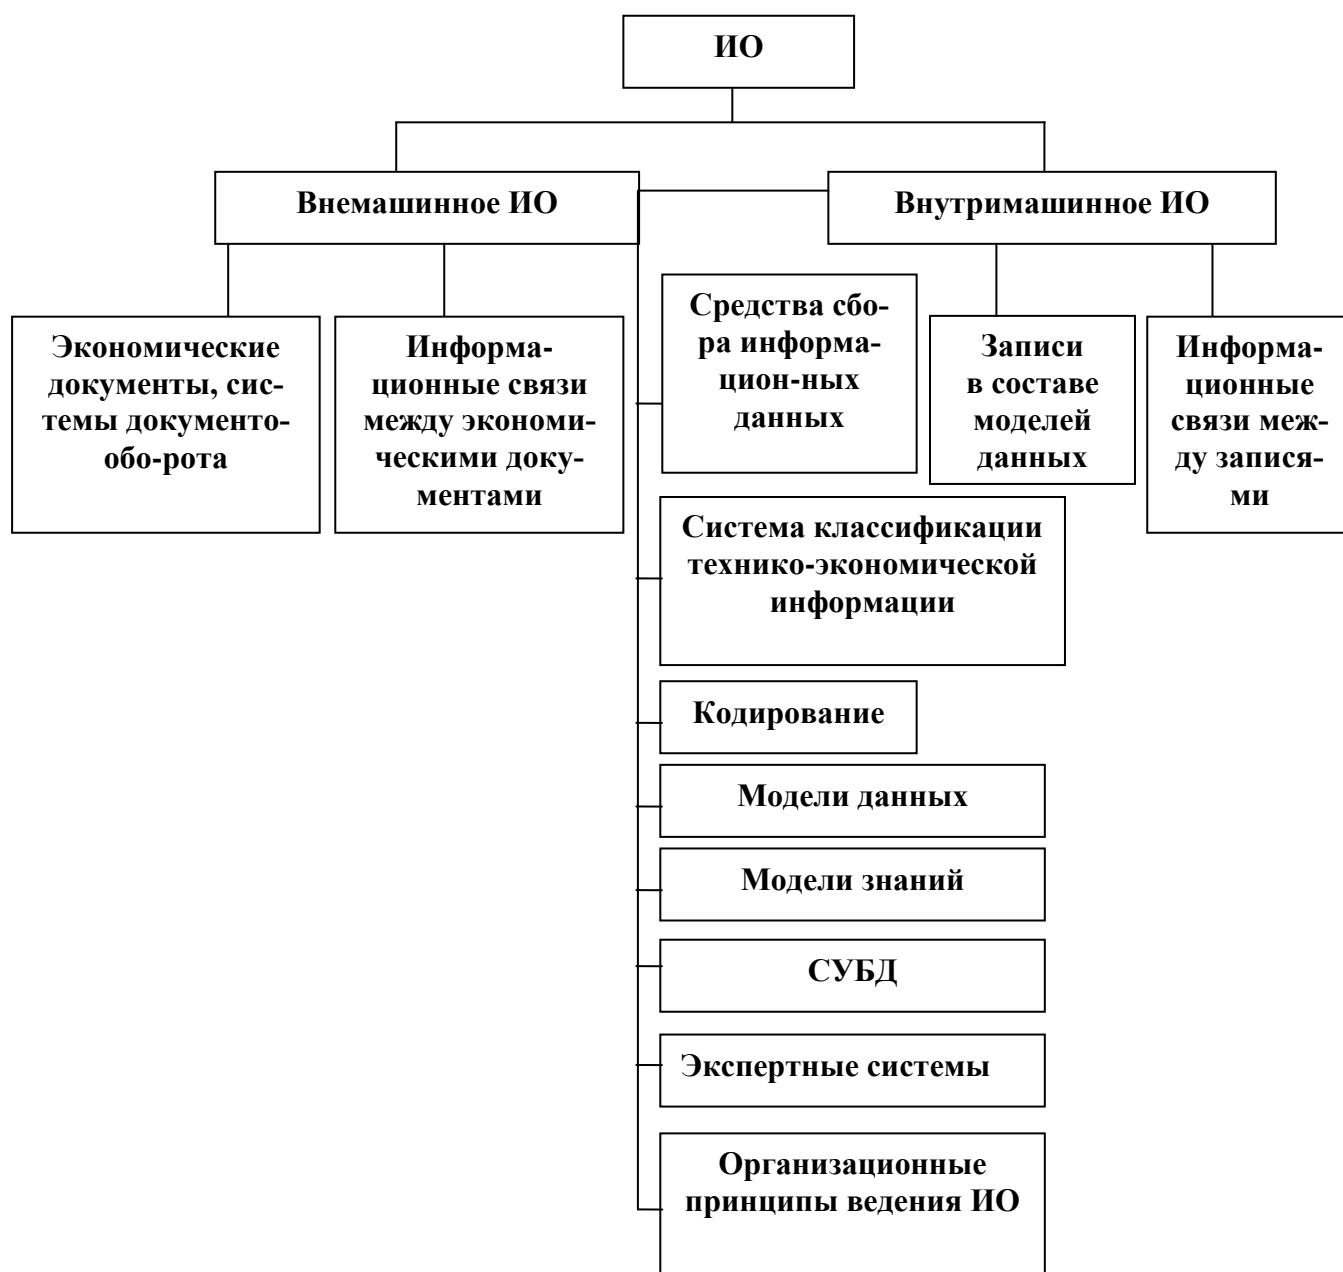 ИО
Внемашинное ИО
Внутримашинное ИО
Экономические
документы, сис-
темы документо-
обо-рота
Информа-
ционные связи
между экономи-
ческими доку-
ментами
Средства сбо-
ра информа-
цион-ных
данных
Записи
в составе
моделей
данных
Информа-
ционные
связи меж-
ду запися-
ми
Система классификации
технико-экономической
информации
Кодирование
Модели данных
Модели знаний
СУБД
Экспертные системы
Организационные
принципы ведения ИО